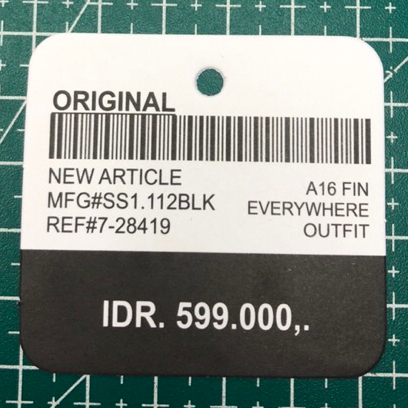 ORIGINAL
NEW ARTICLE
MFG#SS1.112BLK
REF#7-28419
A16 FIN
EVERYWHERE
OUTFIT
IDR. 599.000,.